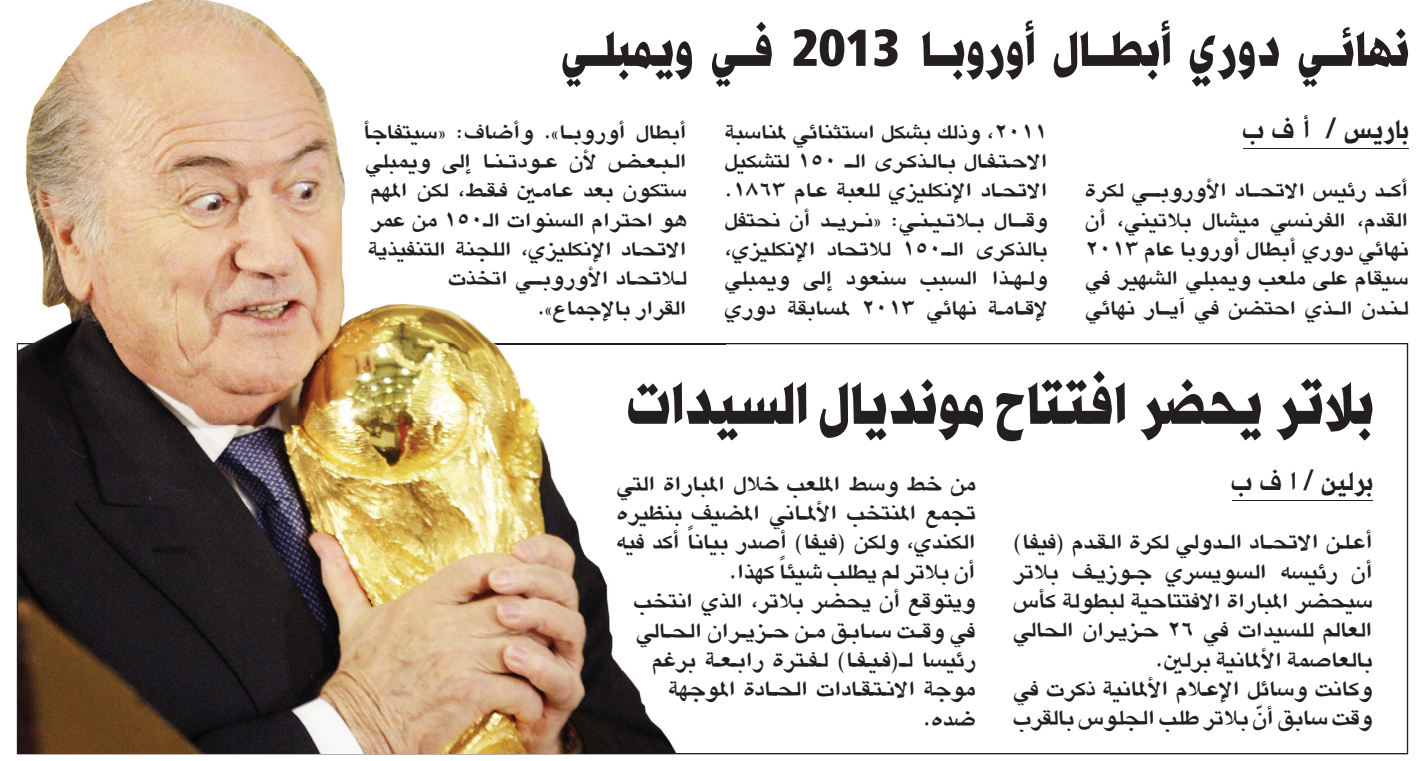 نهائي دوري أبطال أوروبا 2013 في ويمبلي
باريس / أ ف ب
أكد رئيس الاتحاد الأوروبي لكرة
القدم، الفرنسي ميشال بلاتيني، أن
نهائي دوري أبطال أوروبا عام ٢٠١٣
سيقام على ملعب ويمبلي الشهير في
لندن الذي احتضن في آيار نهائي
٢٠١١، وذلك بشكل استثنائي لمناسبة
الاحتفال بالذكرى الـ ١٥٠ لتشكيل
الاتحاد الإنكليزي للعبة عام ١٨٦٣.
وقال بلاتيني: «نريد أن نحتفل
بالذكرى الـ١٥٠ للاتحاد الإنكليزي،
ولهذا السبب سنعود إلى ويمبلي
لإقامة نهائي ٢٠١٣ لمسابقة دوري
أبطال أوروبا». وأضاف: «سيتفاجأ
البعض لأن عودتنا إلى ويمبلي
ستكون بعد عامين فقط، لكن المهم
هو احترام السنوات الـ١٥٠ من عمر
الاتحاد الإنكليزي، اللجنة التنفيذية
للاتحاد الأوروبي اتخذت
القرار بالإجماع».
بلاتر يحضر افتتاح مونديال السيدات
برلين / ا ف ب
أعلن الاتحاد الدولي لكرة القدم (فيفا)
أن رئيسه السويسري جوزيف بلاتر
سيحضر المباراة الافتتاحية لبطولة كأس
العالم للسيدات في ٢٦ حزيران الحالي
بالعاصمة الألمانية برلين.
وكانت وسائل الإعلام الألمانية ذكرت في
وقت سابق أنّ بلاتر طلب الجلوس بالقرب
من خط وسط الملعب خلال المباراة التي
تجمع المنتخب الألماني المضيف بنظيره
الكندي، ولكن (فيفا) أصدر بياناً أكد فيه
أن بلاتر لم يطلب شيئاً كهذا.
ويتوقع أن يحضر بلاتر، الذي انتخب
في وقت سابق من حزيران الحالي
رئيسا لـ(فيفا) لفترة رابعة برغم
موجة الانتقادات الحادة الموجهة
ضده.